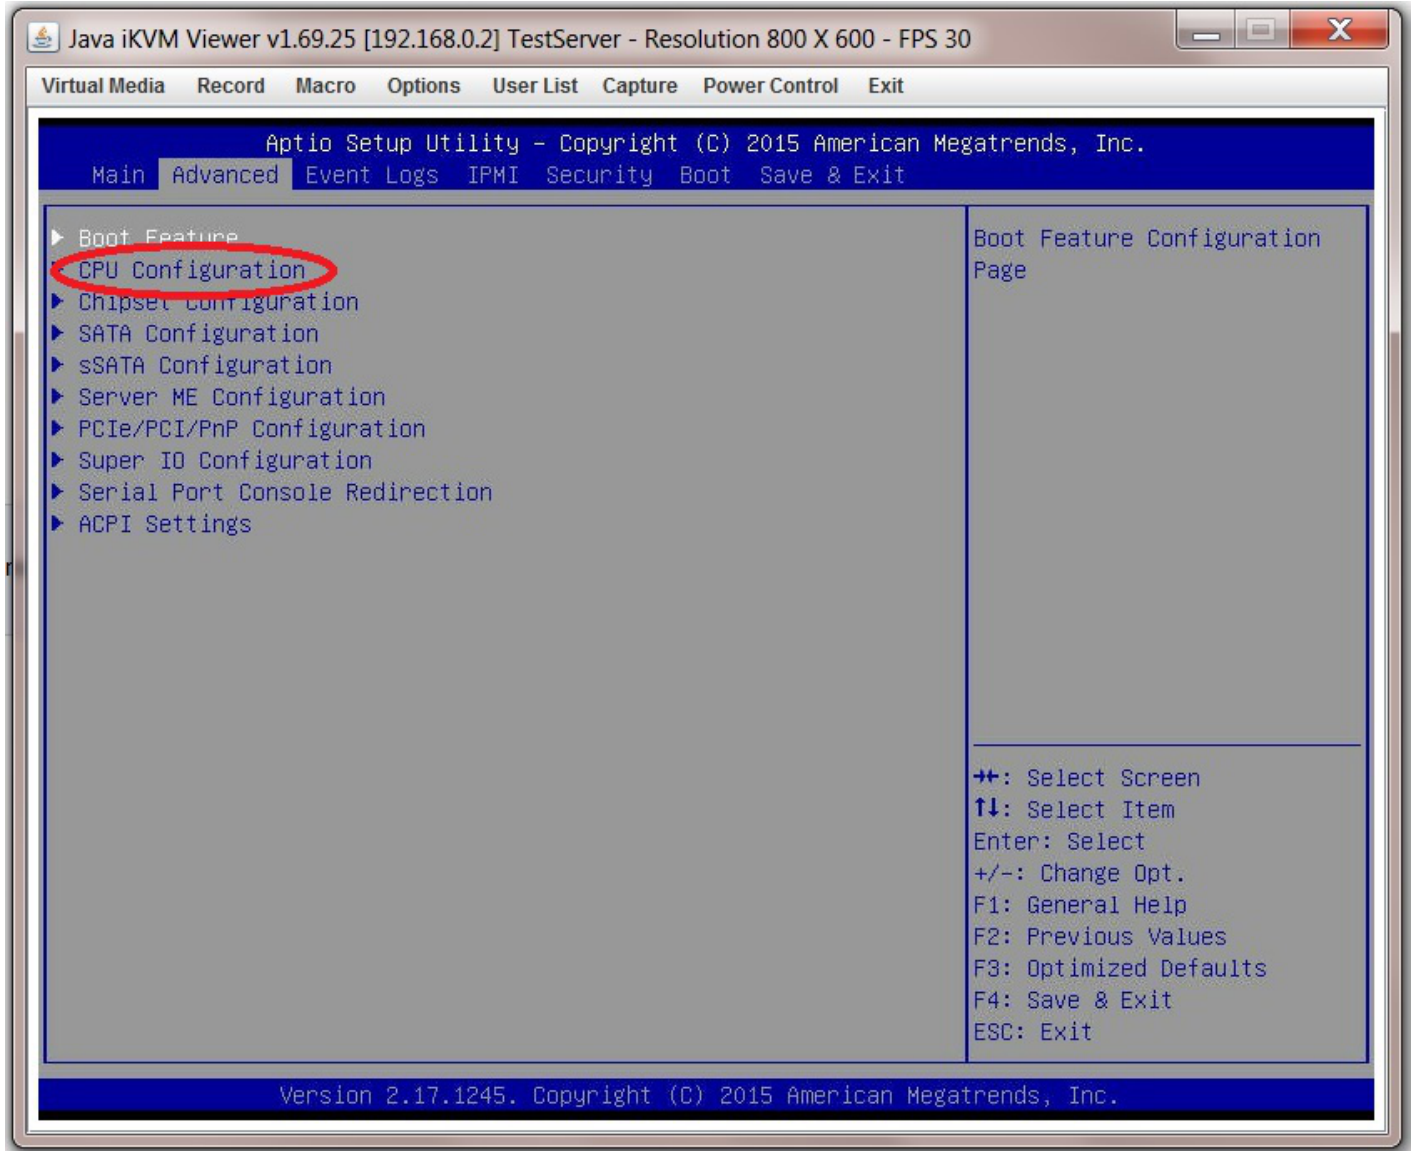 Java iKVM Viewer v1.69.25 [192.168.0.2] TestServer - Resolution 800 X 600 - FPS 30
Virtual Media Record Macro Options User List Capture Power Control Exit
Aptio Setup Utility – Copyright (C) 2015 American Megatrends, Inc.
Main Advanced Event Logs IPMI Security Boot Save & Exit
Boot Feature
CPU Configuration
Chipset Configuration
SATA Configuration
sSATA Configuration
Server ME Configuration
PCIe/PCI/PnP Configuration
Super IO Configuration
Serial Port Console Redirection
ACPI Settings
Boot Feature Configuration
Page
→←: Select Screen
↑↓: Select Item
Enter: Select
+/-: Change Opt.
F1: General Help
F2: Previous Values
F3: Optimized Defaults
F4: Save & Exit
ESC: Exit
Version 2.17.1245. Copyright (C) 2015 American Megatrends, Inc.